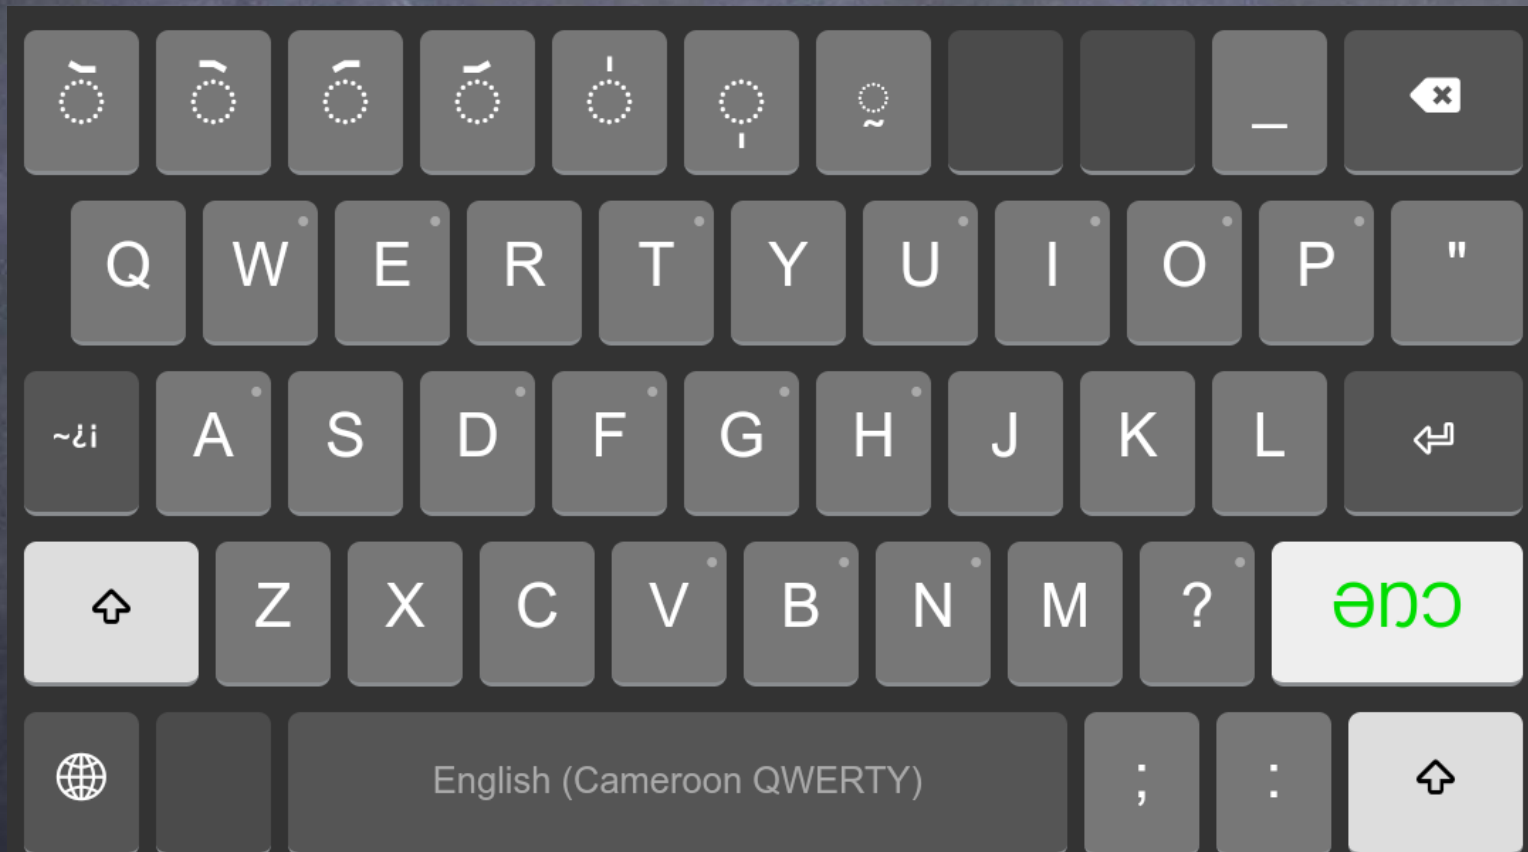 ◌᷅ ◌᷆ ◌᷇ ◌᷄ ◌̍ ◌̩ ◌̰ _
Q W E R T Y U I O P "
~¿¡ A S D F G H J K L
Z X C V B N M ? əŋɔ
English (Cameroon QWERTY) ; :